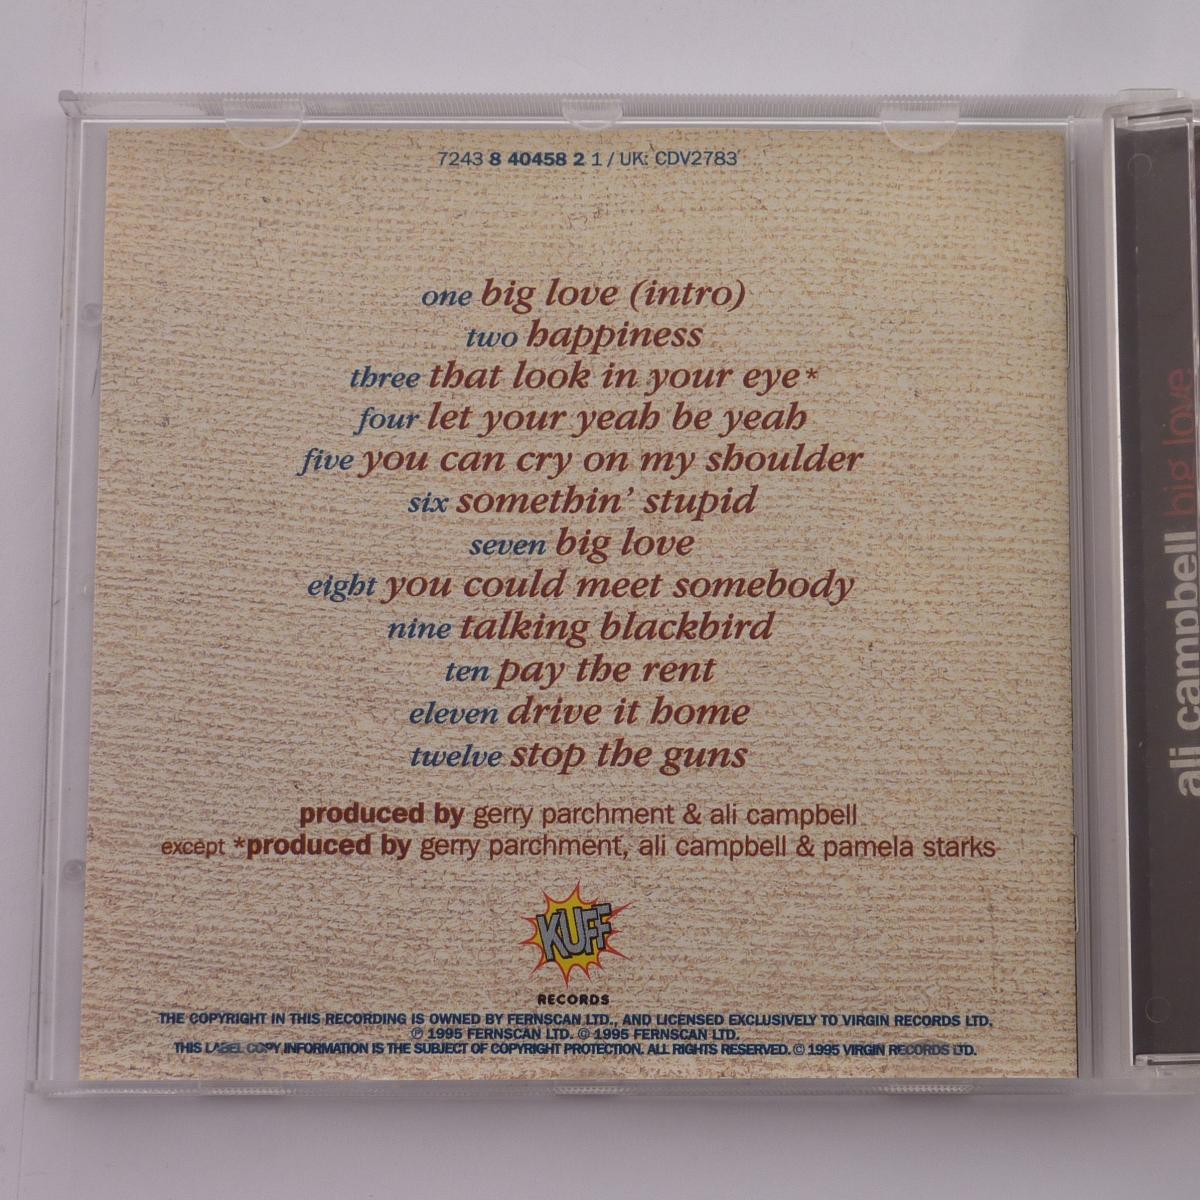 7243 8 40458 2 1 / UK: CDV2783
one big love (intro)
two happiness
three that look in your eye*
four let your yeah be yeah
five you can cry on my shoulder
six somethin' stupid
seven big love
eight you could meet somebody
nine talking blackbird
ten pay the rent
eleven drive it home
twelve stop the guns
produced by gerry parchment & ali campbell
except *produced by gerry parchment, ali campbell & pamela starks
KUFF
RECORDS
THE COPYRIGHT IN THIS RECORDING IS OWNED BY FERNSCAN LTD., AND LICENSED EXCLUSIVELY TO VIRGIN RECORDS LTD.
℗ 1995 FERNSCAN LTD. © 1995 FERNSCAN LTD.
THIS LABEL COPY INFORMATION IS THE SUBJECT OF COPYRIGHT PROTECTION. ALL RIGHTS RESERVED. © 1995 VIRGIN RECORDS LTD.
ali campbell big love